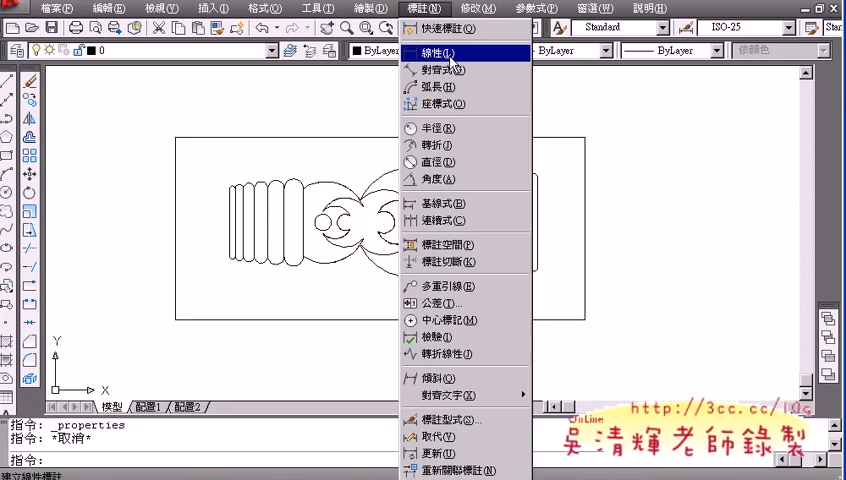 檔案(F) 編輯(E) 檢視(V) 插入(I) 格式(O) 工具(T) 繪製(D) 標註(N) 修改(M) 參數式(P) 視窗(W) 說明(H)
Standard ISO-25
0 ByLayer ByLayer ByLayer 依顏色
快速標註(Q)
線性(L)
對齊式(G)
弧長(H)
座標式(O)
半徑(R)
轉折(J)
直徑(D)
角度(A)
基線式(B)
連續式(C)
標註空間(P)
標註切斷(K)
多重引線(E)
公差(T)...
中心標記(M)
檢驗(I)
轉折線性(J)
傾斜(Q)
對齊文字(X)
標註型式(S)...
取代(V)
更新(U)
重新關聯標註(N)
Y
X
模型 配置1 配置2
指令: _properties
指令: *取消*
指令:
建立線性標註
http://3cc.cc/10g
OnLine
吳清輝老師錄製